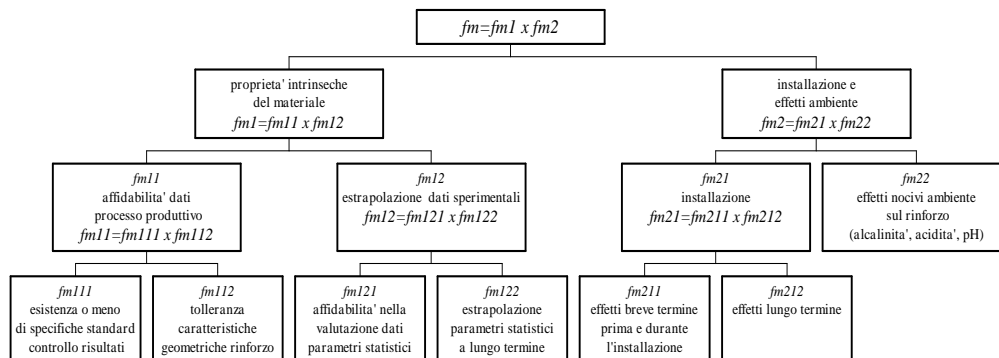 fm=fm1 x fm2
proprieta' intrinseche
del materiale
fm1=fm11 x fm12
installazione e
effetti ambiente
fm2=fm21 x fm22
fm11
affidabilita' dati
processo produttivo
fm11=fm111 x fm112
fm12
estrapolazione dati sperimentali
fm12=fm121 x fm122
fm21
installazione
fm21=fm211 x fm212
fm22
effetti nocivi ambiente
sul rinforzo
(alcalinita', acidita', pH)
fm111
esistenza o meno
di specifiche standard
controllo risultati
fm112
tolleranza
caratteristiche
geometriche rinforzo
fm121
affidabilita' nella
valutazione dati
parametri statistici
fm122
estrapolazione
parametri statistici
a lungo termine
fm211
effetti breve termine
prima e durante
l'installazione
fm212
effetti lungo termine